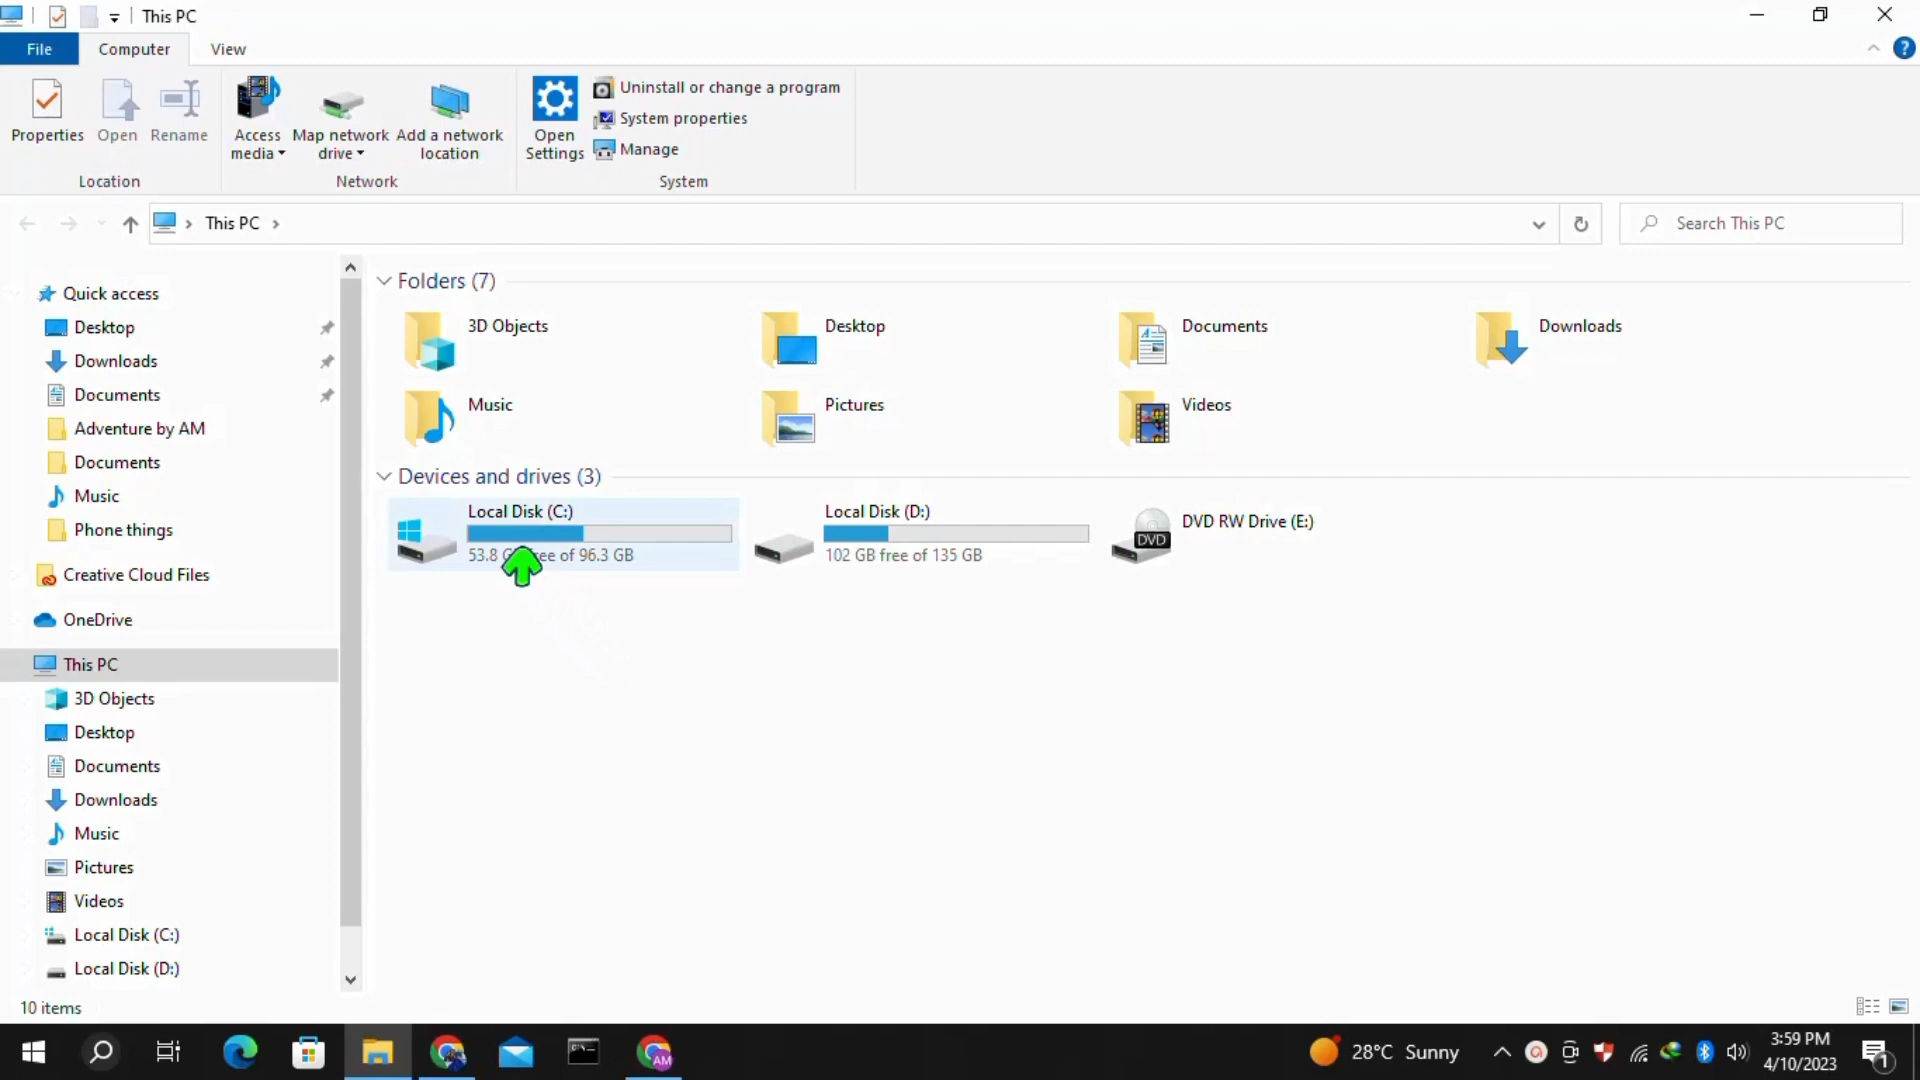 This PC
File
Computer
View
Properties
Open
Rename
Access
media
Map network
drive
Add a network
location
Open
Settings
Uninstall or change a program
System properties
Manage
Location
Network
System
This PC
Search This PC
Quick access
Desktop
Downloads
Documents
Adventure by AM
Documents
Music
Phone things
Creative Cloud Files
OneDrive
This PC
3D Objects
Desktop
Documents
Downloads
Music
Pictures
Videos
Local Disk (C:)
Local Disk (D:)
Folders (7)
3D Objects
Desktop
Documents
Downloads
Music
Pictures
Videos
Devices and drives (3)
Local Disk (C:)
53.8 free of 96.3 GB
Local Disk (D:)
102 GB free of 135 GB
DVD RW Drive (E:)
DVD
10 items
AM
28°C Sunny
3:59 PM
4/10/2023
1